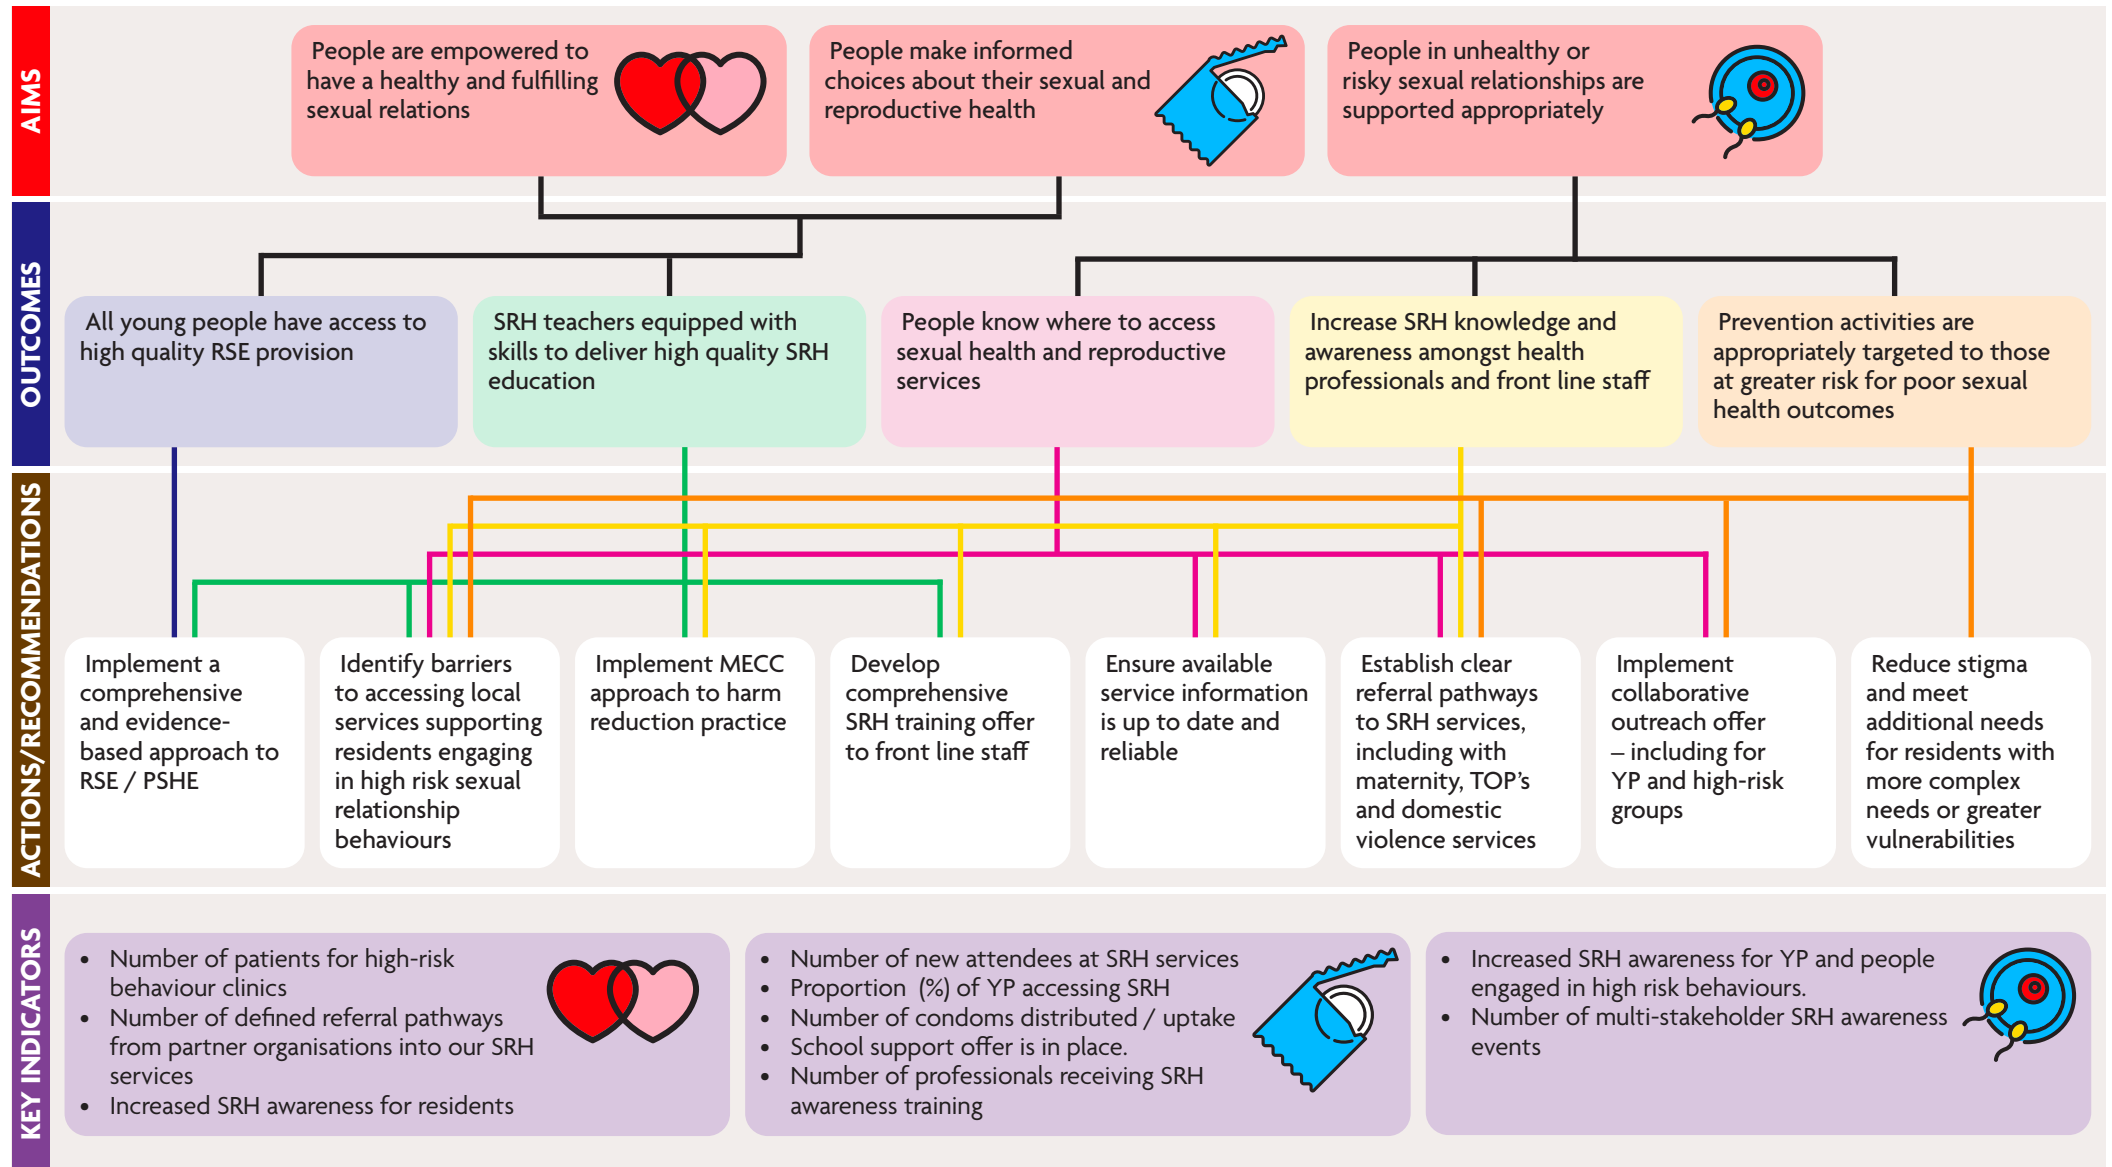 AIMS
People are empowered to
have a healthy and fulfilling
sexual relations
People make informed
choices about their sexual and
reproductive health
People in unhealthy or
risky sexual relationships are
supported appropriately
OUTCOMES
All young people have access to
high quality RSE provision
SRH teachers equipped with
skills to deliver high quality SRH
education
People know where to access
sexual health and reproductive
services
Increase SRH knowledge and
awareness amongst health
professionals and front line staff
Prevention activities are
appropriately targeted to those
at greater risk for poor sexual
health outcomes
ACTIONS/RECOMMENDATIONS
Implement a
comprehensive
and evidence-
based approach to
RSE / PSHE
Identify barriers
to accessing local
services supporting
residents engaging
in high risk sexual
relationship
behaviours
Implement MECC
approach to harm
reduction practice
Develop
comprehensive
SRH training offer
to front line staff
Ensure available
service information
is up to date and
reliable
Establish clear
referral pathways
to SRH services,
including with
maternity, TOP's
and domestic
violence services
Implement
collaborative
outreach offer
– including for
YP and high-risk
groups
Reduce stigma
and meet
additional needs
for residents with
more complex
needs or greater
vulnerabilities
KEY INDICATORS
• Number of patients for high-risk
behaviour clinics
• Number of defined referral pathways
from partner organisations into our SRH
services
• Increased SRH awareness for residents
• Number of new attendees at SRH services
• Proportion (%) of YP accessing SRH
• Number of condoms distributed / uptake
• School support offer is in place.
• Number of professionals receiving SRH
awareness training
• Increased SRH awareness for YP and people
engaged in high risk behaviours.
• Number of multi-stakeholder SRH awareness
events